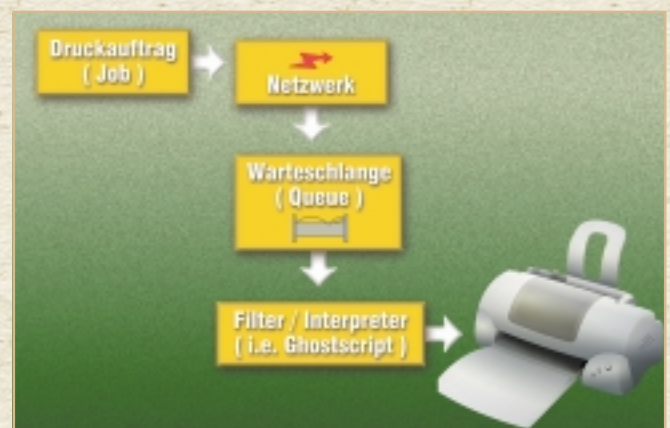 Druckauftrag
( Job )
Netzwerk
Warteschlange
( Queue )
Filter / Interpreter
( i.e. Ghostscript )